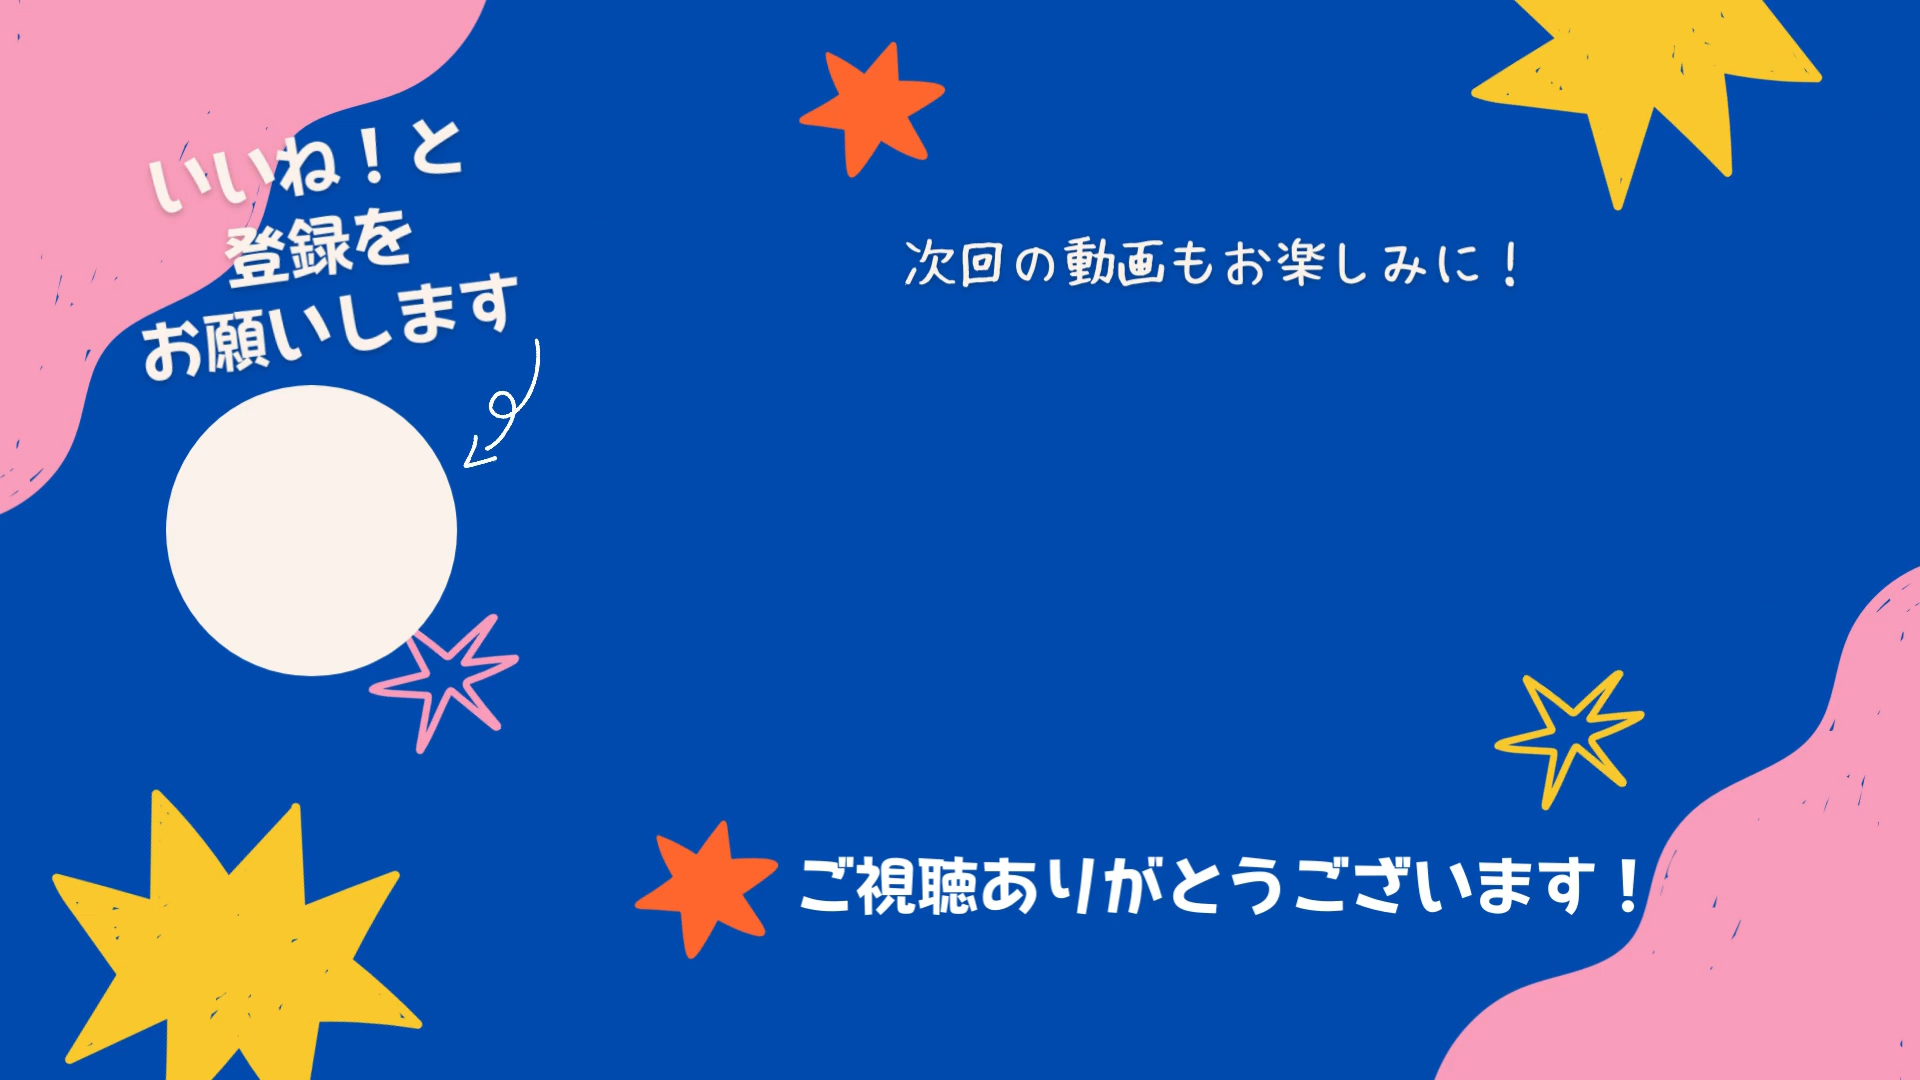 いいね！と
登録を
お願いします
次回の動画もお楽しみに！
ご視聴ありがとうございます！